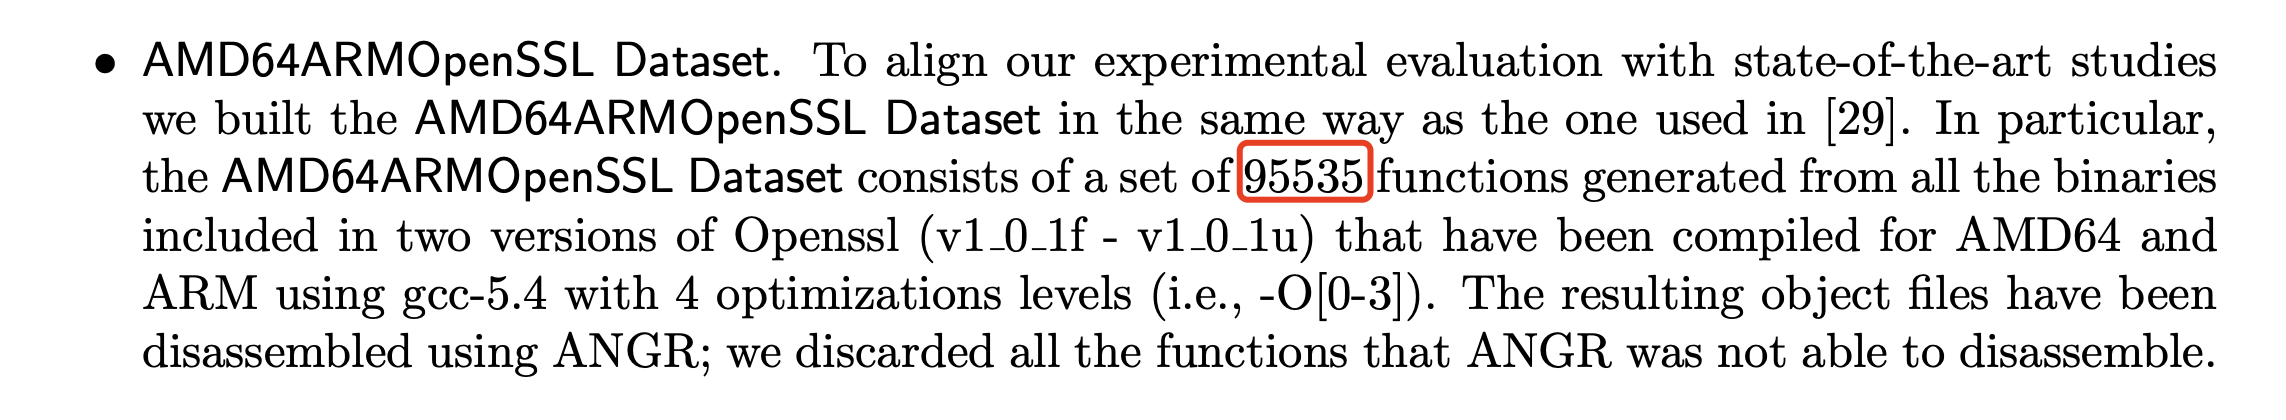 • AMD64ARMOpenSSL Dataset. To align our experimental evaluation with state-of-the-art studies
we built the AMD64ARMOpenSSL Dataset in the same way as the one used in [29]. In particular,
the AMD64ARMOpenSSL Dataset consists of a set of 95535 functions generated from all the binaries
included in two versions of Openssl (v1_0_1f - v1_0_1u) that have been compiled for AMD64 and
ARM using gcc-5.4 with 4 optimizations levels (i.e., -O[0-3]). The resulting object files have been
disassembled using ANGR; we discarded all the functions that ANGR was not able to disassemble.